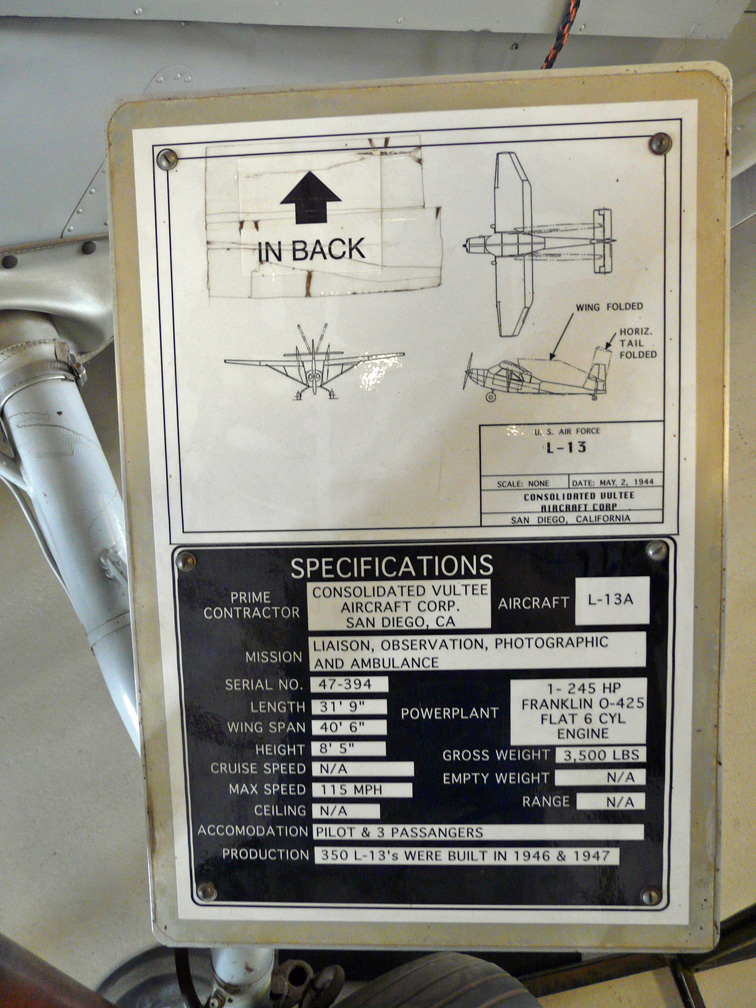 IN BACK
WING FOLDED
HORIZ.
TAIL
FOLDED
U. S. AIR FORCE
L-13
SCALE: NONE
DATE: MAY, 2, 1944
CONSOLIDATED VULTEE
AIRCRAFT CORP
SAN DIEGO, CALIFORNIA
SPECIFICATIONS
PRIME
CONTRACTOR
CONSOLIDATED VULTEE
AIRCRAFT CORP.
SAN DIEGO, CA
AIRCRAFT
L-13A
MISSION
LIAISON, OBSERVATION, PHOTOGRAPHIC
AND AMBULANCE
SERIAL NO. 47-394
LENGTH 31' 9"
WING SPAN 40' 6"
HEIGHT 8' 5"
CRUISE SPEED N/A
MAX SPEED 115 MPH
CEILING N/A
POWERPLANT
1- 245 HP
FRANKLIN O-425
FLAT 6 CYL
ENGINE
GROSS WEIGHT 3,500 LBS
EMPTY WEIGHT N/A
RANGE N/A
ACCOMODATION PILOT & 3 PASSANGERS
PRODUCTION 350 L-13's WERE BUILT IN 1946 & 1947